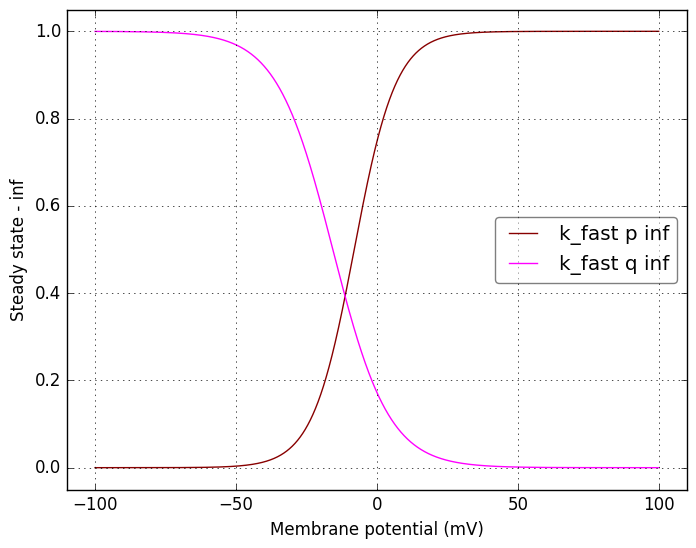 1.0
0.8
0.6
0.4
0.2
0.0
Steady state - inf
k_fast p inf
k_fast q inf
−100
−50
0
50
100
Membrane potential (mV)